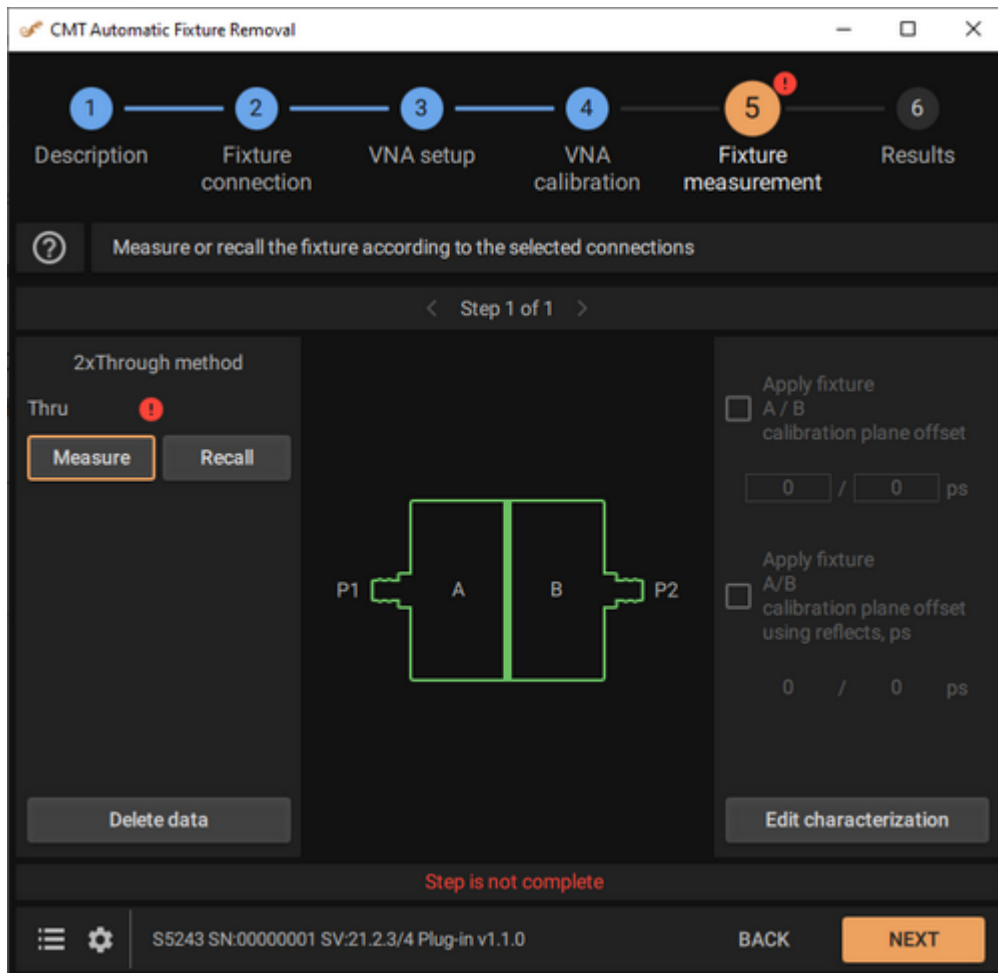 CMT Automatic Fixture Removal
1
2
3
4
5
!
6
Description
Fixture
connection
VNA setup
VNA
calibration
Fixture
measurement
Results
?
Measure or recall the fixture according to the selected connections
< Step 1 of 1 >
2xThrough method
Thru
!
Measure
Recall
Delete data
P1
A
B
P2
Apply fixture
A / B
calibration plane offset
0 / 0 ps
Apply fixture
A/B
calibration plane offset
using reflects, ps
0 / 0 ps
Edit characterization
Step is not complete
S5243 SN:00000001 SV:21.2.3/4 Plug-in v1.1.0
BACK
NEXT